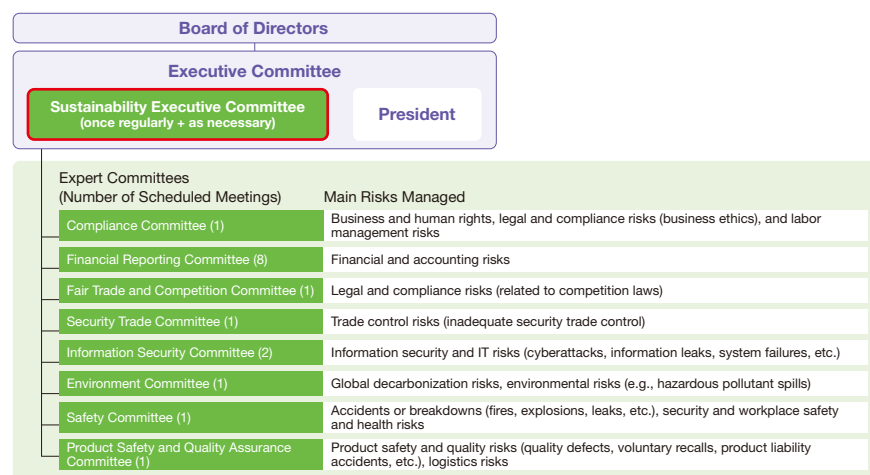 Board of Directors
Executive Committee
Sustainability Executive Committee
(once regularly + as necessary)
President
Expert Committees
(Number of Scheduled Meetings)
Main Risks Managed
Compliance Committee (1)
Business and human rights, legal and compliance risks (business ethics), and labor
management risks
Financial Reporting Committee (8)
Financial and accounting risks
Fair Trade and Competition Committee (1)
Legal and compliance risks (related to competition laws)
Security Trade Committee (1)
Trade control risks (inadequate security trade control)
Information Security Committee (2)
Information security and IT risks (cyberattacks, information leaks, system failures, etc.)
Environment Committee (1)
Global decarbonization risks, environmental risks (e.g., hazardous pollutant spills)
Safety Committee (1)
Accidents or breakdowns (fires, explosions, leaks, etc.), security and workplace safety
and health risks
Product Safety and Quality Assurance
Committee (1)
Product safety and quality risks (quality defects, voluntary recalls, product liability
accidents, etc.), logistics risks